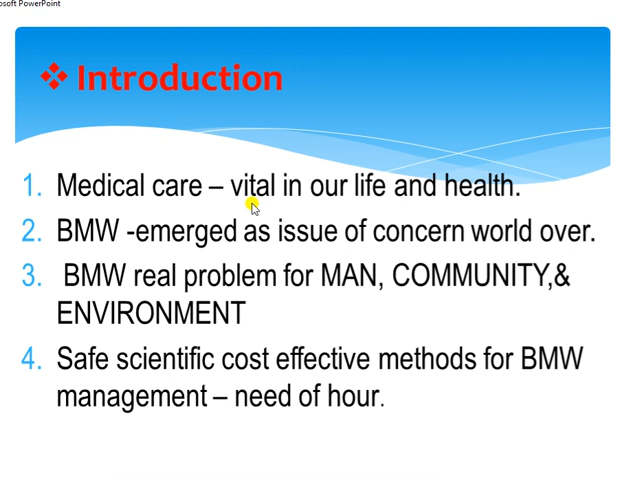 osoft PowerPoint
❖ Introduction
1. Medical care – vital in our life and health.
2. BMW -emerged as issue of concern world over.
3. BMW real problem for MAN, COMMUNITY,&
ENVIRONMENT
4. Safe scientific cost effective methods for BMW
management – need of hour.